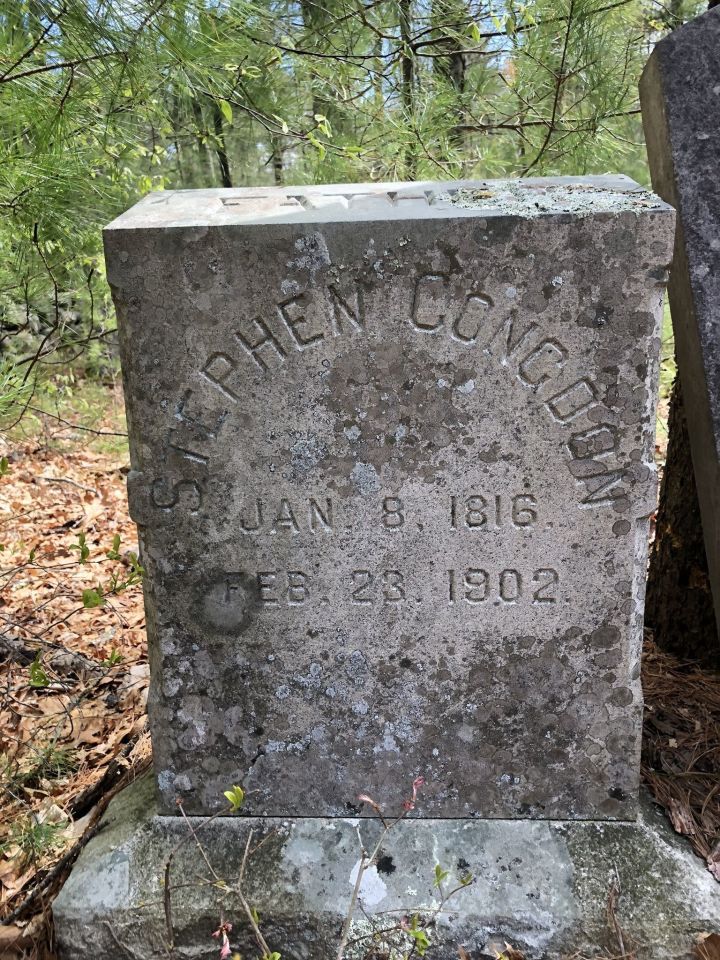 STEPHEN CONGDON
JAN. 8, 1816.
FEB. 23, 1902.